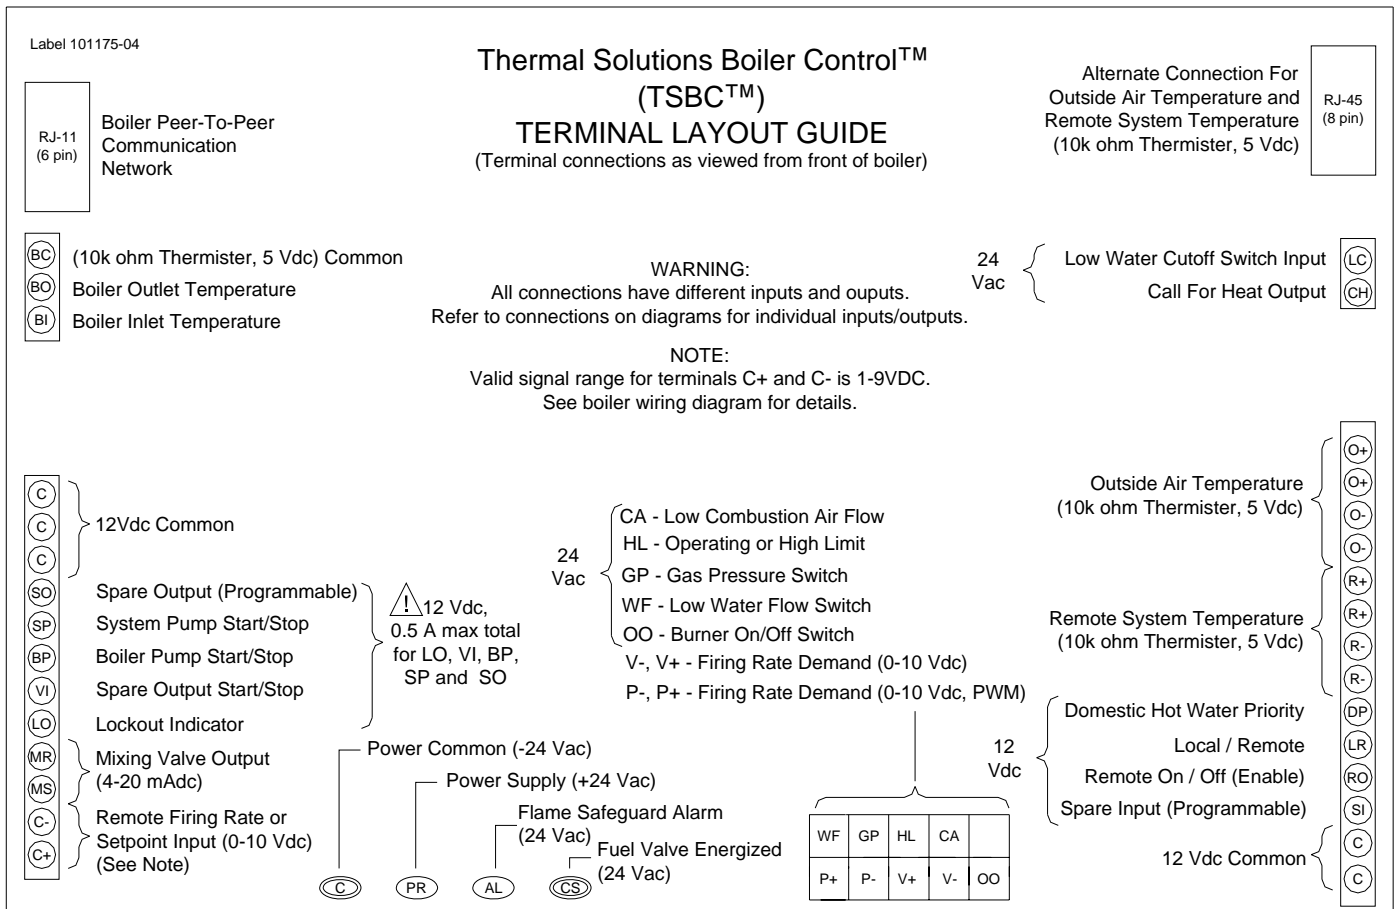 Label 101175-04
Thermal Solutions Boiler Control™
(TSBC™)
TERMINAL LAYOUT GUIDE
(Terminal connections as viewed from front of boiler)
RJ-11
(6 pin)
Boiler Peer-To-Peer
Communication
Network
Alternate Connection For
Outside Air Temperature and
Remote System Temperature
(10k ohm Thermister, 5 Vdc)
RJ-45
(8 pin)
BC (10k ohm Thermister, 5 Vdc) Common
BO Boiler Outlet Temperature
BI Boiler Inlet Temperature
WARNING:
All connections have different inputs and ouputs.
Refer to connections on diagrams for individual inputs/outputs.
NOTE:
Valid signal range for terminals C+ and C- is 1-9VDC.
See boiler wiring diagram for details.
24
Vac
Low Water Cutoff Switch Input LC
Call For Heat Output CH
C
C
C
12Vdc Common
SO Spare Output (Programmable)
SP System Pump Start/Stop
BP Boiler Pump Start/Stop
VI Spare Output Start/Stop
LO Lockout Indicator
! 12 Vdc,
0.5 A max total
for LO, VI, BP,
SP and SO
MR
MS
Mixing Valve Output
(4-20 mAdc)
C-
C+
Remote Firing Rate or
Setpoint Input (0-10 Vdc)
(See Note)
24
Vac
CA - Low Combustion Air Flow
HL - Operating or High Limit
GP - Gas Pressure Switch
WF - Low Water Flow Switch
OO - Burner On/Off Switch
V-, V+ - Firing Rate Demand (0-10 Vdc)
P-, P+ - Firing Rate Demand (0-10 Vdc, PWM)
Power Common (-24 Vac)
Power Supply (+24 Vac)
Flame Safeguard Alarm
(24 Vac)
Fuel Valve Energized
(24 Vac)
C PR AL CS
WF GP HL CA
P+ P- V+ V- OO
Outside Air Temperature
(10k ohm Thermister, 5 Vdc)
O+
O+
O-
O-
Remote System Temperature
(10k ohm Thermister, 5 Vdc)
R+
R+
R-
R-
12
Vdc
Domestic Hot Water Priority DP
Local / Remote LR
Remote On / Off (Enable) RO
Spare Input (Programmable) SI
12 Vdc Common
C
C